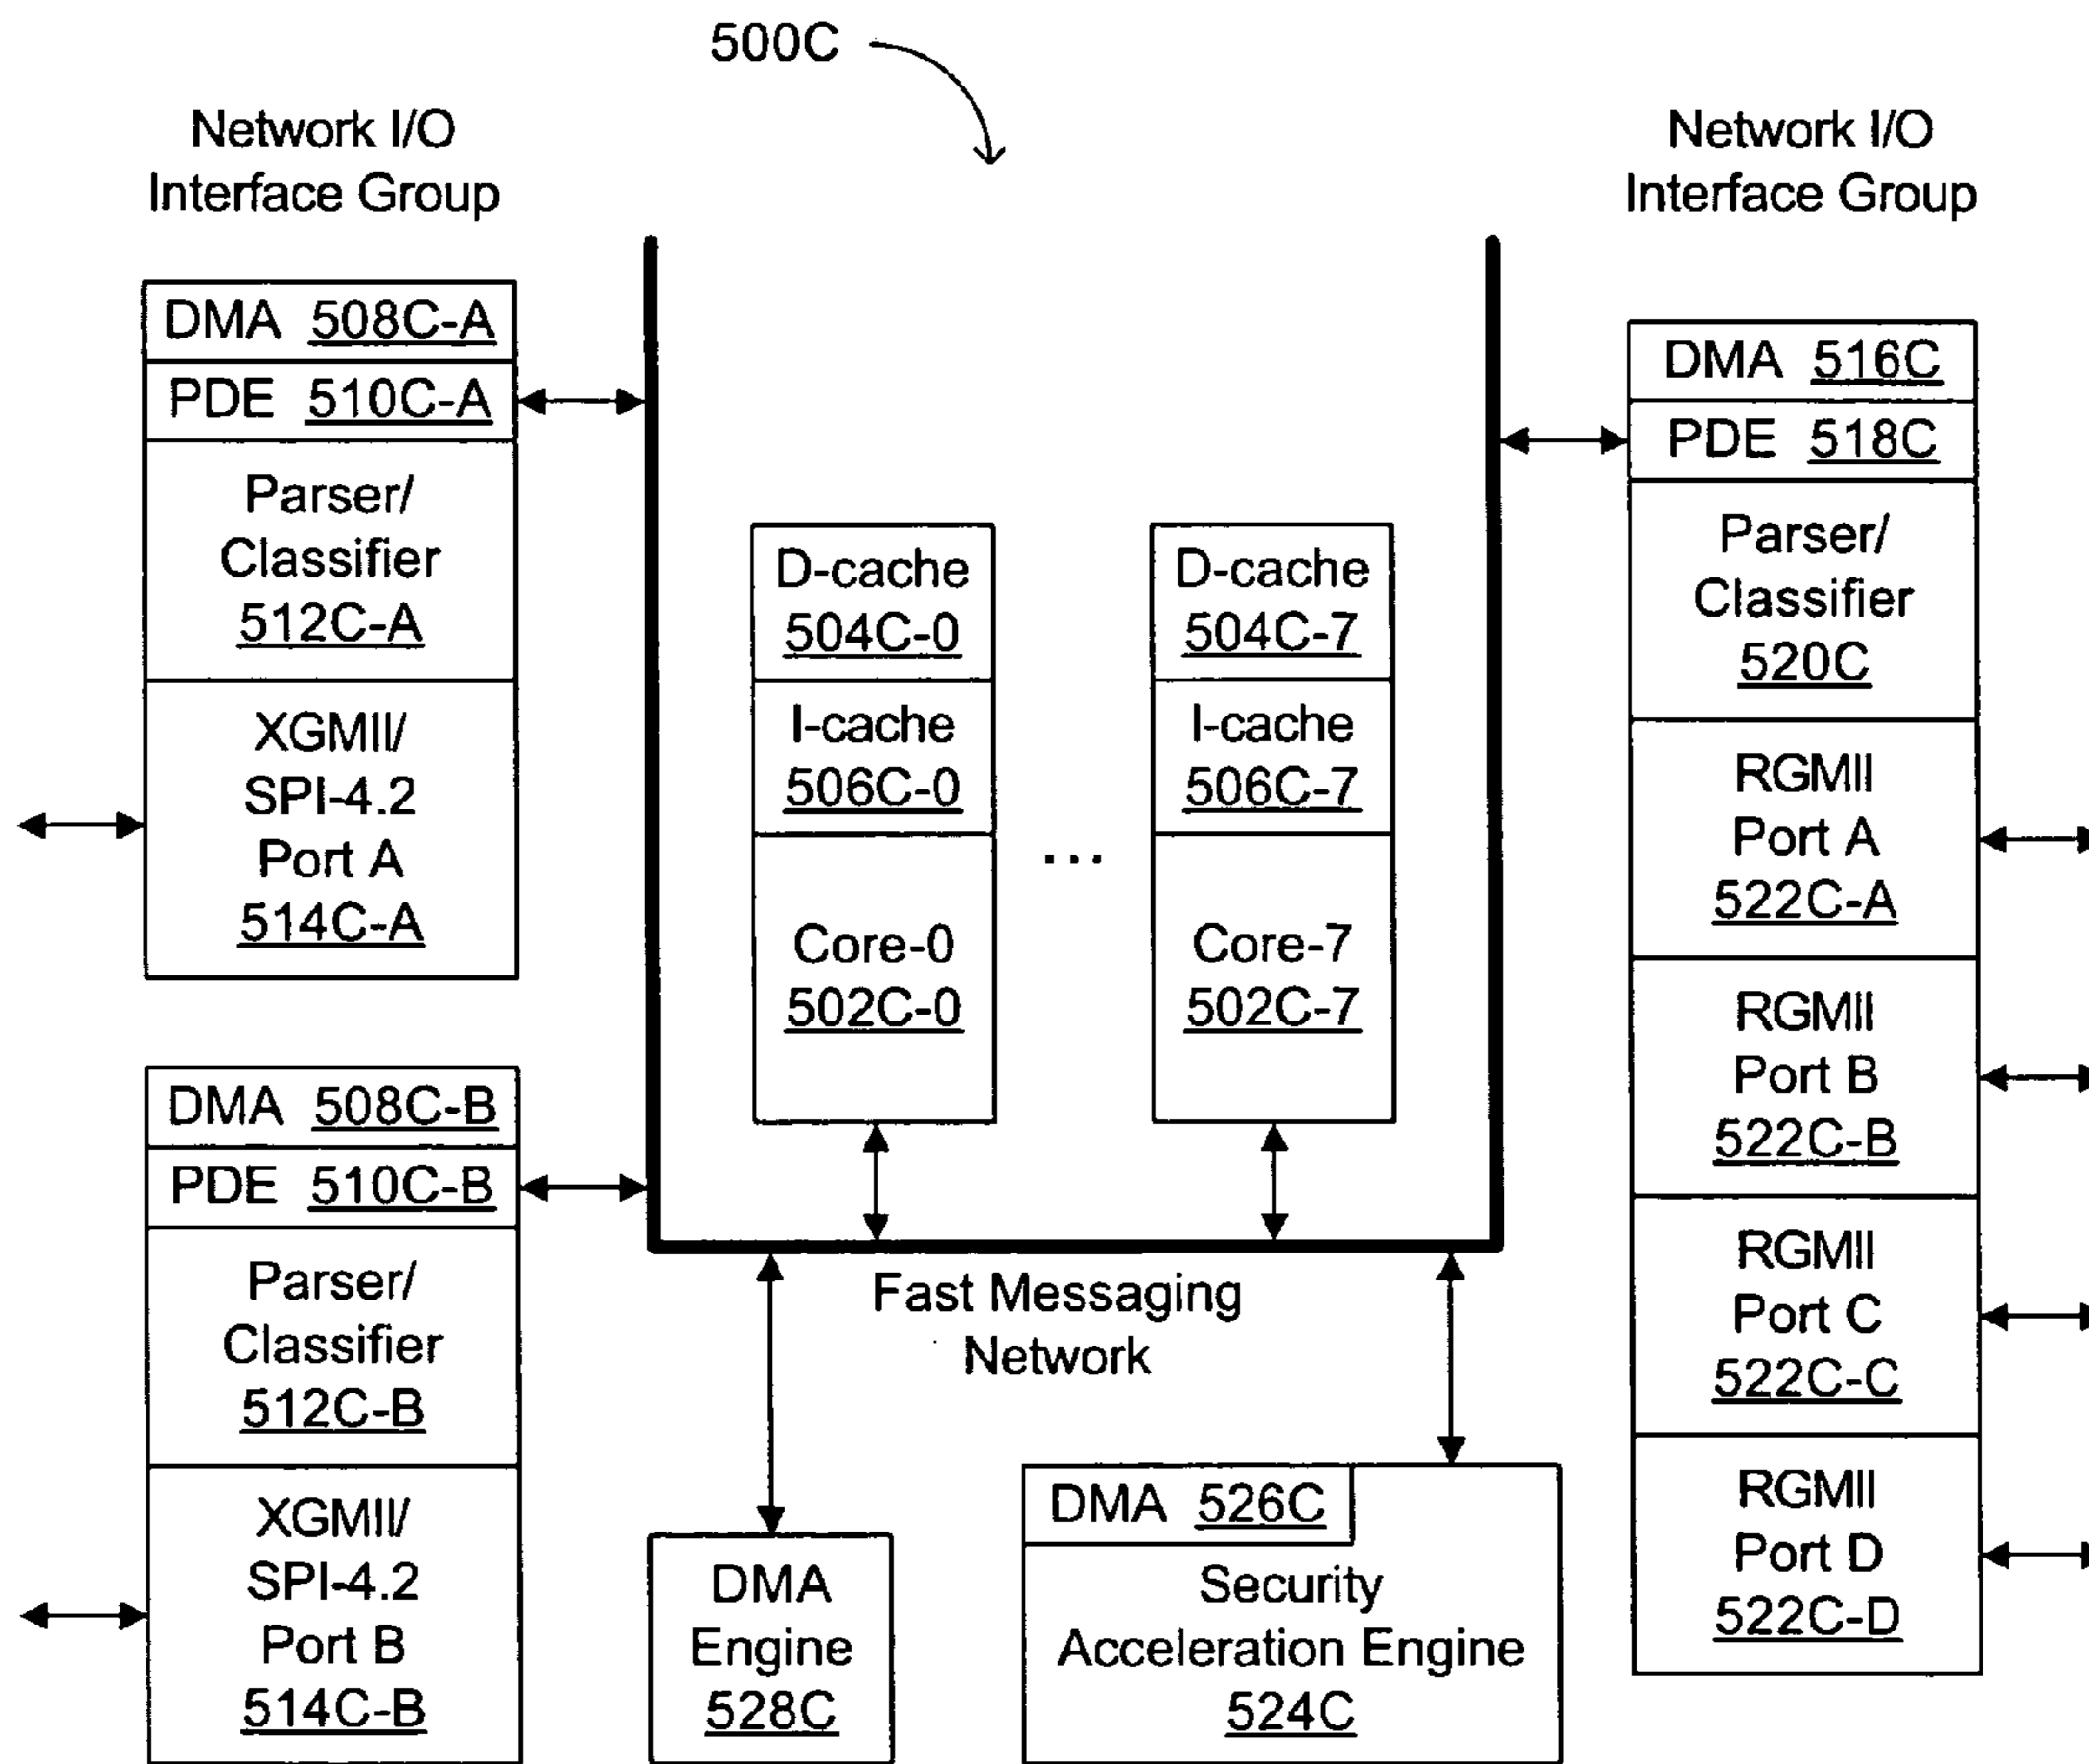 500C
Network I/O
Interface Group
DMA 508C-A
PDE 510C-A
Parser/
Classifier
512C-A
XGMII/
SPI-4.2
Port A
514C-A
DMA 508C-B
PDE 510C-B
Parser/
Classifier
512C-B
XGMII/
SPI-4.2
Port B
514C-B
D-cache
504C-0
I-cache
506C-0
Core-0
502C-0
...
D-cache
504C-7
I-cache
506C-7
Core-7
502C-7
Fast Messaging
Network
DMA
Engine
528C
DMA 526C
Security
Acceleration Engine
524C
Network I/O
Interface Group
DMA 516C
PDE 518C
Parser/
Classifier
520C
RGMII
Port A
522C-A
RGMII
Port B
522C-B
RGMII
Port C
522C-C
RGMII
Port D
522C-D